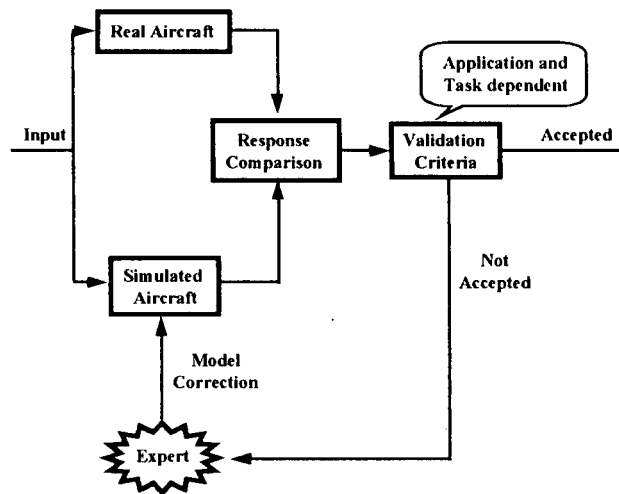 Real Aircraft
Application and
Task dependent
Input
Response
Comparison
Validation
Criteria
Accepted
Simulated
Aircraft
Not
Accepted
Model
Correction
Expert